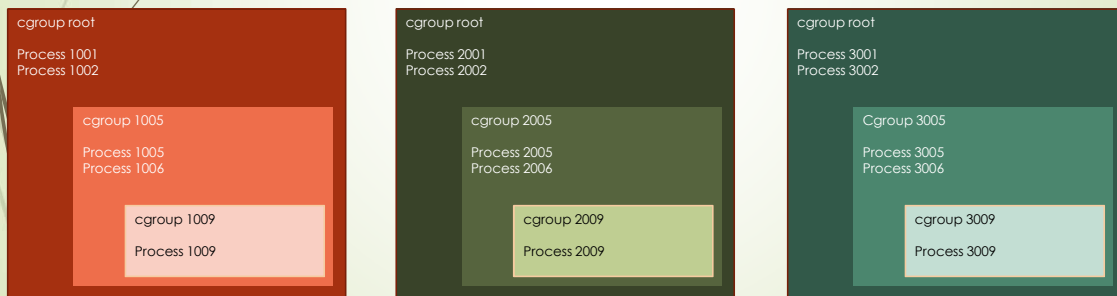 cgroup root
Process 1001
Process 1002
cgroup 1005
Process 1005
Process 1006
cgroup 1009
Process 1009
cgroup root
Process 2001
Process 2002
cgroup 2005
Process 2005
Process 2006
cgroup 2009
Process 2009
cgroup root
Process 3001
Process 3002
Cgroup 3005
Process 3005
Process 3006
cgroup 3009
Process 3009